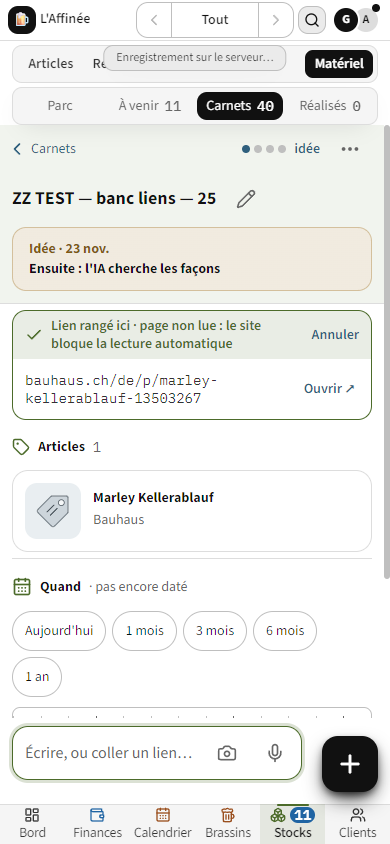 L'Affinée
Tout
G
A
Articles
Enregistrement sur le serveur…
Matériel
Parc
À venir 11
Carnets 40
Réalisés 0
Carnets
idée
ZZ TEST — banc liens — 25
Idée · 23 nov.
Ensuite : l'IA cherche les façons
Lien rangé ici · page non lue : le site
bloque la lecture automatique
Annuler
bauhaus.ch/de/p/marley-
kellerablauf-13503267
Ouvrir ↗
Articles 1
Marley Kellerablauf
Bauhaus
Quand · pas encore daté
Aujourd'hui
1 mois
3 mois
6 mois
1 an
Écrire, ou coller un lien…
11
Bord
Finances
Calendrier
Brassins
Stocks
Clients